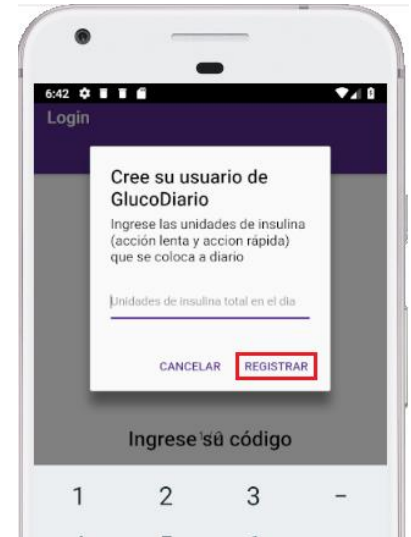 6:42
Login
Cree su usuario de
GlucoDiario
Ingrese las unidades de insulina
(acción lenta y accion rápida)
que se coloca a diario
Unidades de insulina total en el dia
CANCELAR REGISTRAR
Ingrese su código
1 2 3 -